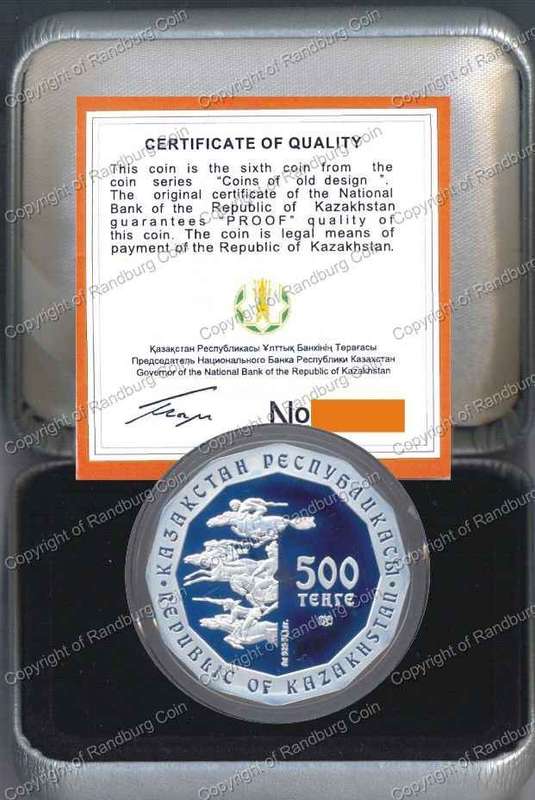 CERTIFICATE OF QUALITY
This coin is the sixth coin from the
coin series "Coins of old design ".
The original certificate of the National
Bank of the Republic of Kazakhstan
guarantees "PROOF" quality of
this coin. The coin is legal means of
payment of the Republic of Kazakhstan.
Қазақстан Республикасы Ұлттық Банкінің Төрағасы
Председатель Национального Банка Республики Казахстан
Governor of the National Bank of the Republic of Kazakhstan
No
ҚАЗАҚСТАН РЕСПУБЛИКАСЫ
500
ТЕҢГЕ
REPUBLIC OF KAZAKHSTAN
Copyright of Randburg Coin